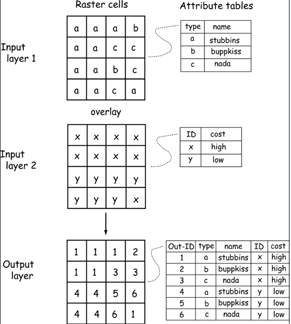 Raster cells
Attribute tables
Input layer 1
a a a b
a a c c
a a b c
a a c a
type name
a stubbins
b buppkiss
c nada
overlay
Input layer 2
x x x x
x x x x
y y y y
y y y x
ID cost
x high
y low
Output layer
1 1 1 2
1 1 3 3
4 4 5 6
4 4 6 1
Out-ID type name ID cost
1 a stubbins x high
2 b buppkiss x high
3 c nada x high
4 a stubbins y low
5 b buppkiss y low
6 c nada y low